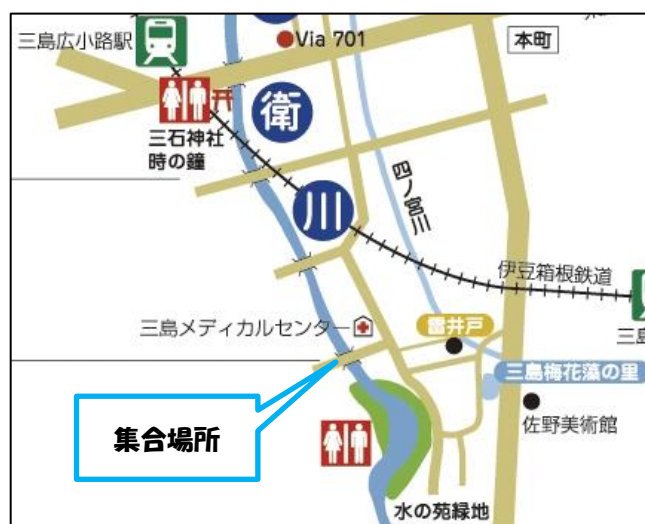 三島広小路駅
Via 701
本町
三石神社
時の鐘
衛
川
四ノ宮川
伊豆箱根鉄道
三島メディカルセンター
雷井戸
三島梅花藻の里
集合場所
佐野美術館
水の苑緑地